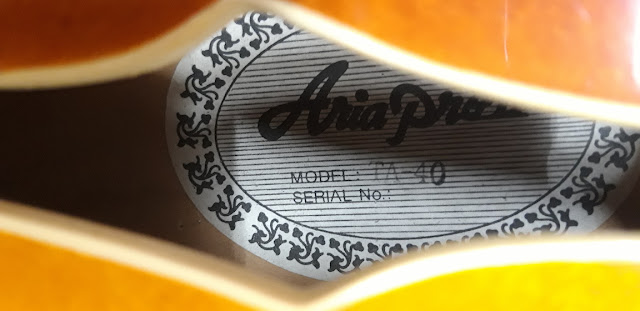 Aria Pro
MODEL: TA-40
SERIAL No.: